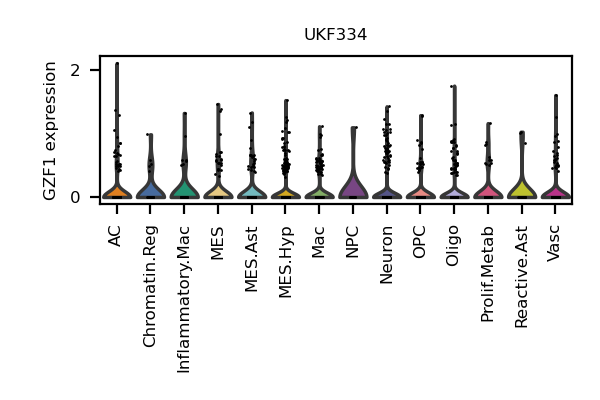 UKF334
GZF1 expression
2
0
AC
Chromatin.Reg
Inflammatory.Mac
MES
MES.Ast
MES.Hyp
Mac
NPC
Neuron
OPC
Oligo
Prolif.Metab
Reactive.Ast
Vasc